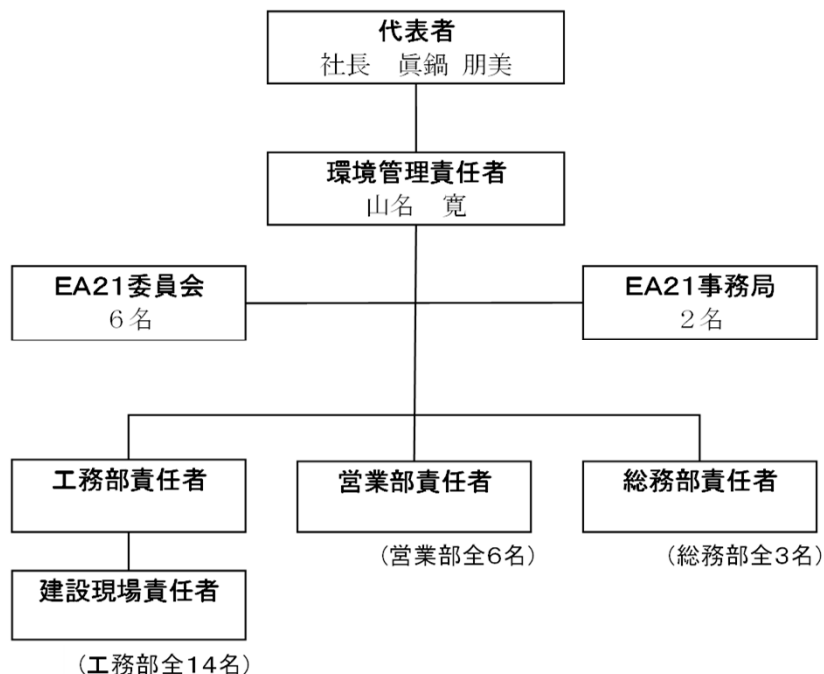 代表者
社長　眞鍋 朋美
環境管理責任者
山名　寛
EA21委員会
６名
EA21事務局
２名
工務部責任者
営業部責任者
総務部責任者
(営業部全6名)
(総務部全3名)
建設現場責任者
(工務部全14名)